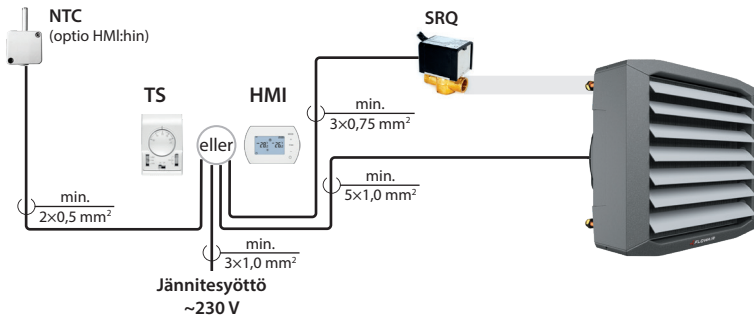 NTC
(optio HMI:hin)
SRQ
TS
HMI
eller
min.
3×0,75 mm²
min.
5×1,0 mm²
min.
2×0,5 mm²
min.
3×1,0 mm²
Jännitesyöttö
~230 V